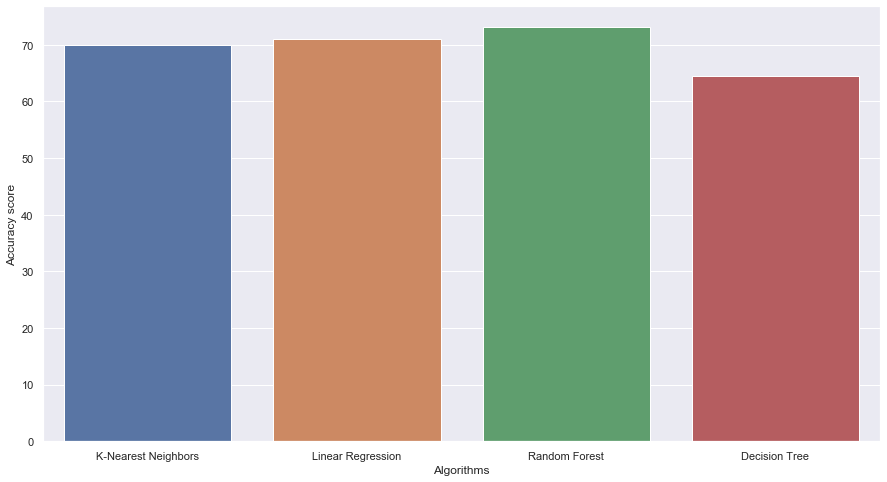 Accuracy score
70
60
50
40
30
20
10
0
K-Nearest Neighbors
Linear Regression
Random Forest
Decision Tree
Algorithms